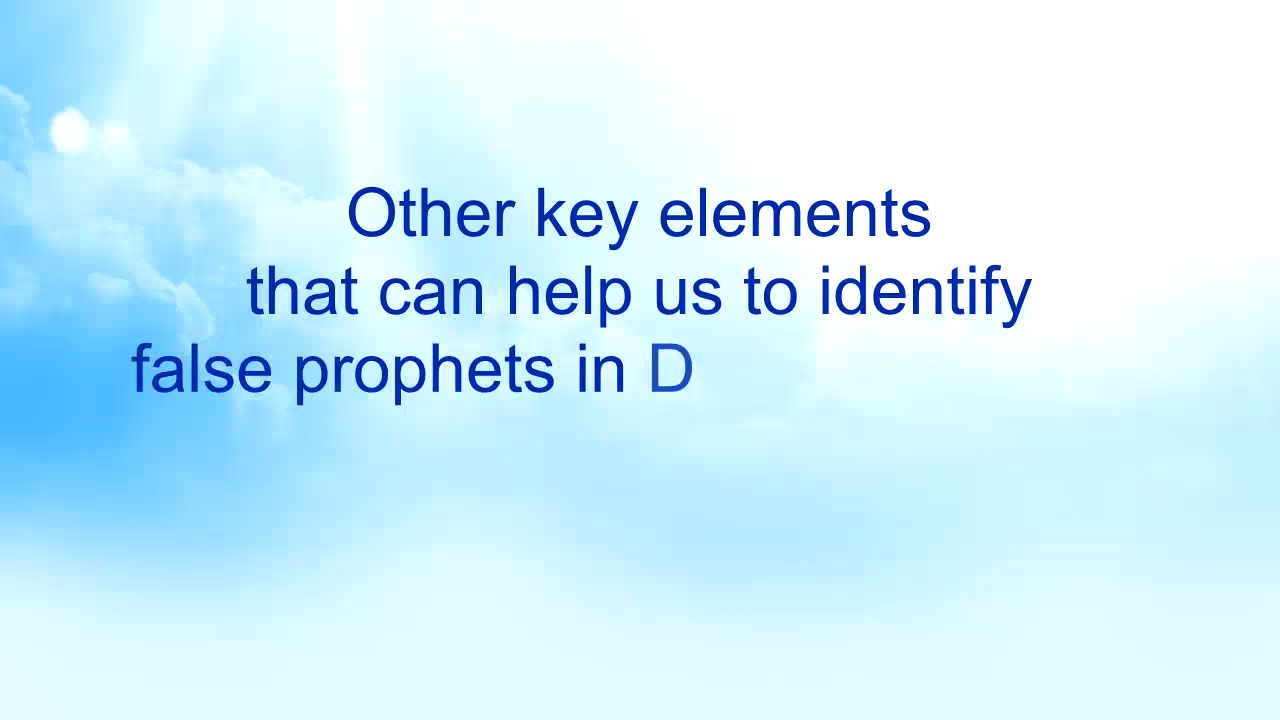 Other key elements
that can help us to identify
false prophets in D